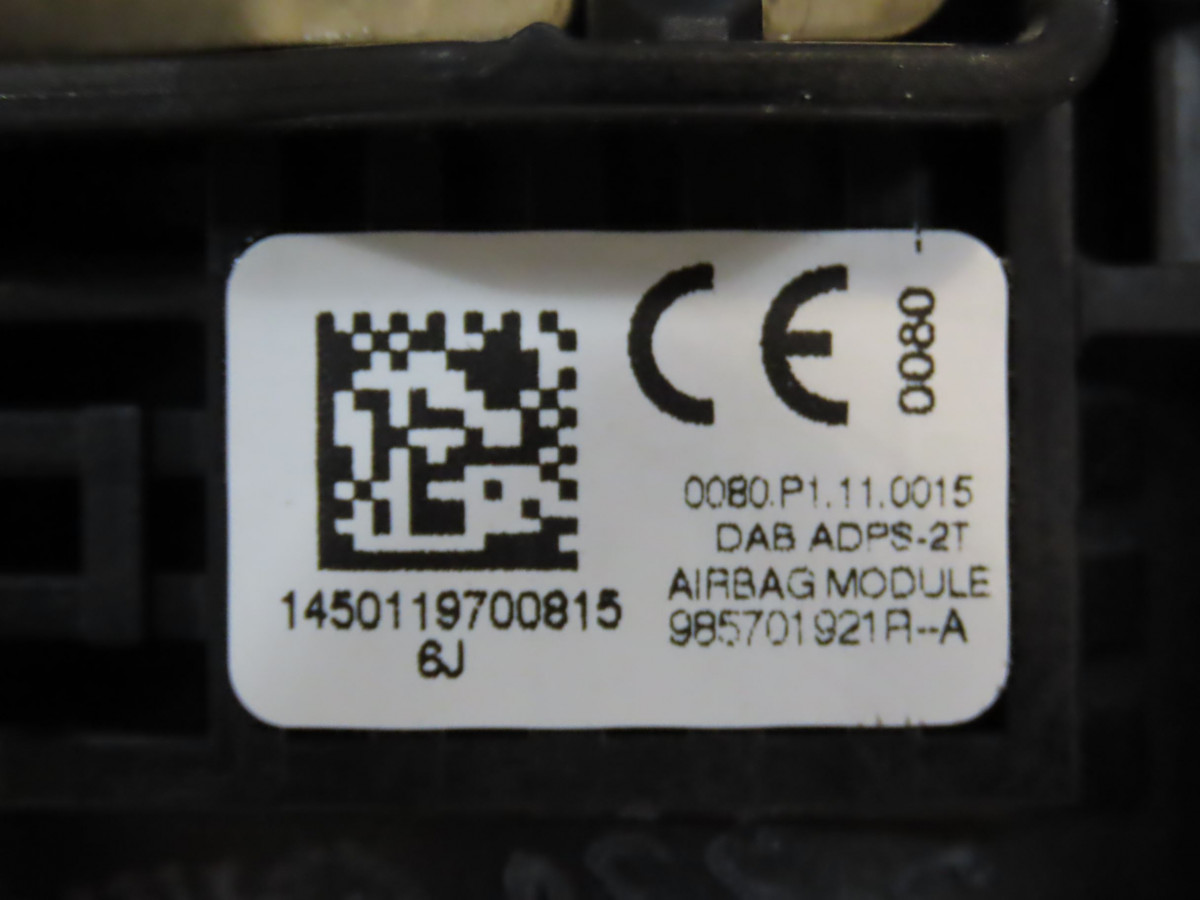 CE
0080
0080.P1.11.0015
DAB ADPS-2T
AIRBAG MODULE
985701921R--A
1450119700815
6J